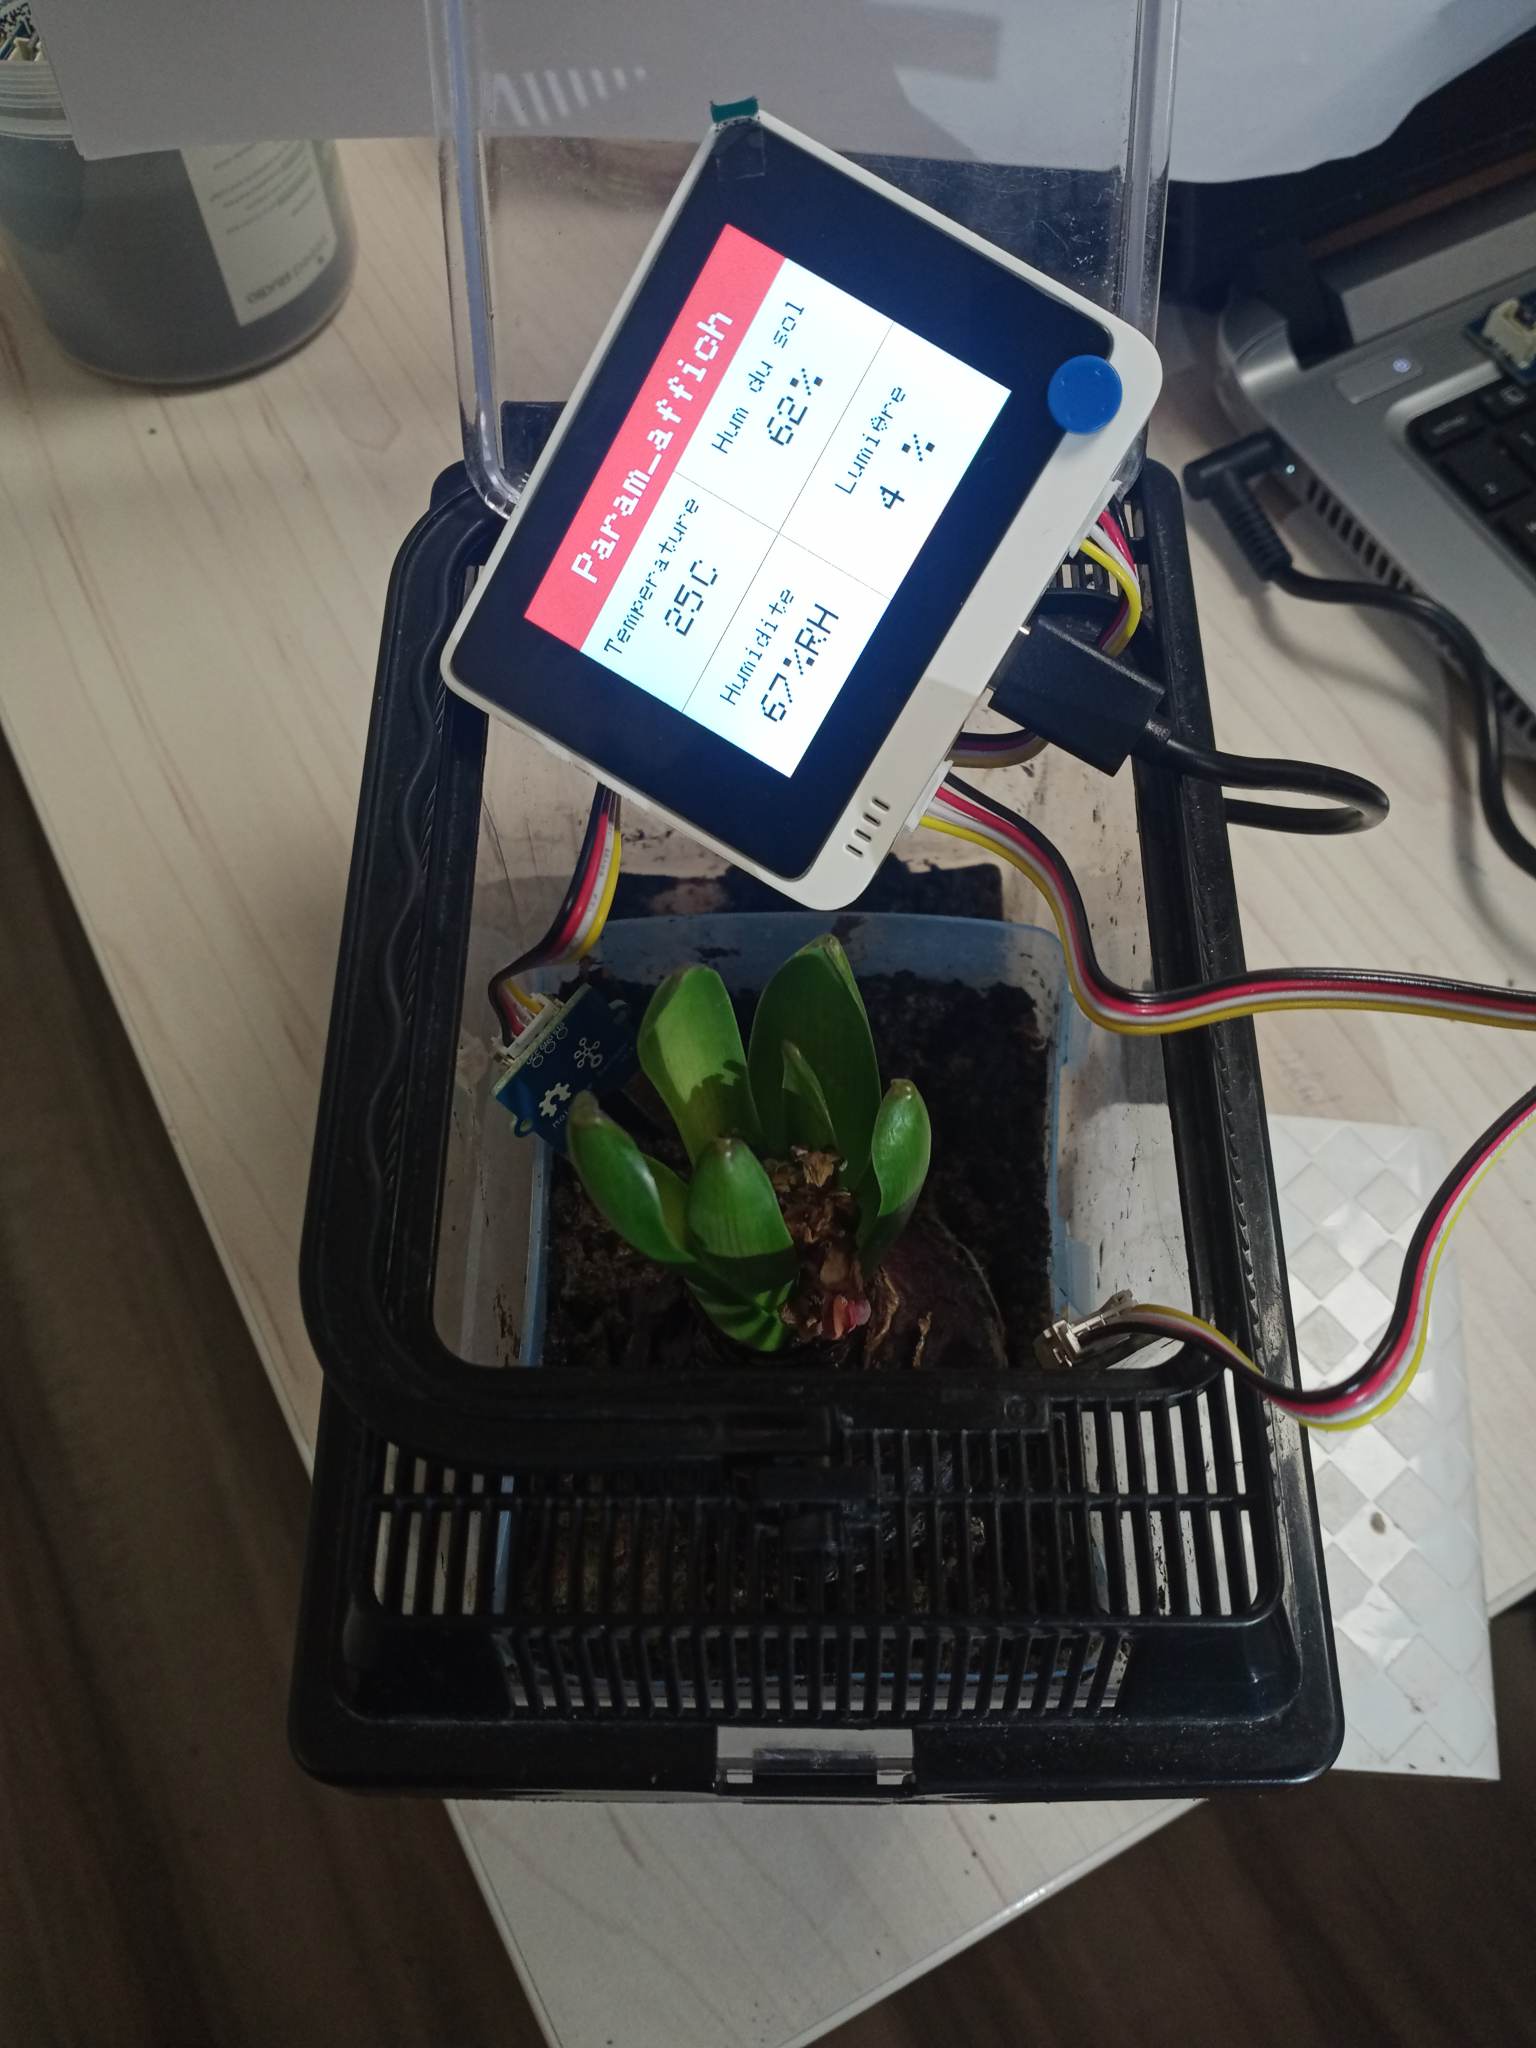 Param_affich
Temperature
25C
Hum du sol
62%
Humidite
67%RH
Lumière
4 %